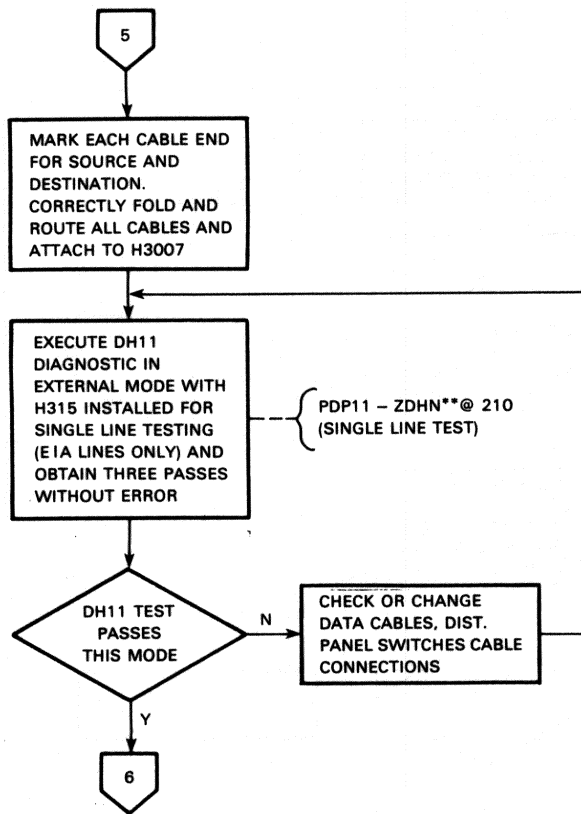 5
MARK EACH CABLE END
FOR SOURCE AND
DESTINATION.
CORRECTLY FOLD AND
ROUTE ALL CABLES AND
ATTACH TO H3007
EXECUTE DH11
DIAGNOSTIC IN
EXTERNAL MODE WITH
H315 INSTALLED FOR
SINGLE LINE TESTING
(EIA LINES ONLY) AND
OBTAIN THREE PASSES
WITHOUT ERROR
PDP11 – ZDHN**@ 210
(SINGLE LINE TEST)
DH11 TEST
PASSES
THIS MODE
N
CHECK OR CHANGE
DATA CABLES, DIST.
PANEL SWITCHES CABLE
CONNECTIONS
Y
6